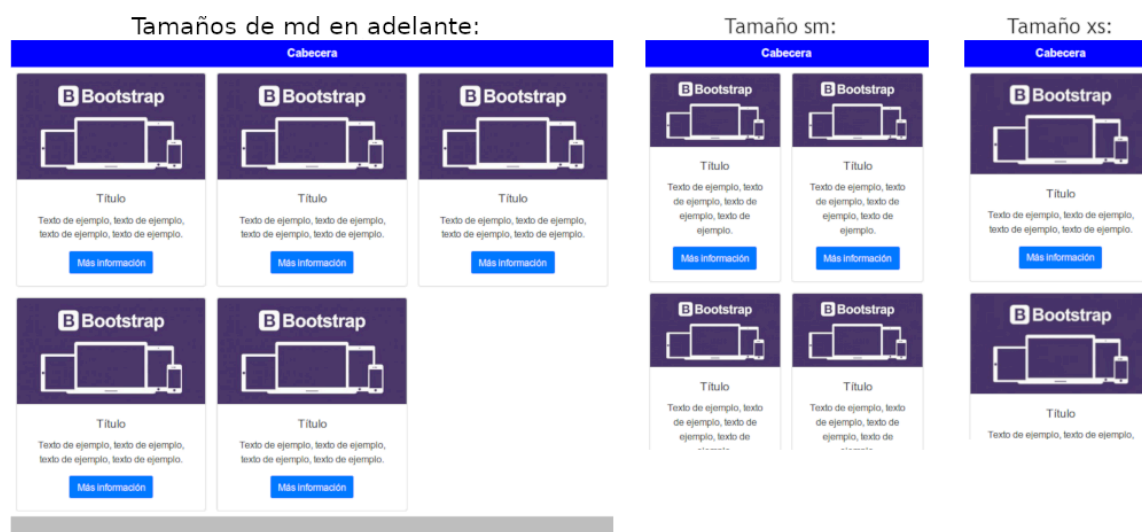 Tamaños de md en adelante:
Cabecera
B Bootstrap
B Bootstrap
B Bootstrap
Título
Título
Título
Texto de ejemplo, texto de ejemplo,
texto de ejemplo, texto de ejemplo.
Texto de ejemplo, texto de ejemplo,
texto de ejemplo, texto de ejemplo.
Texto de ejemplo, texto de ejemplo,
texto de ejemplo, texto de ejemplo.
Más información
Más información
Más información
B Bootstrap
B Bootstrap
Título
Título
Texto de ejemplo, texto de ejemplo,
texto de ejemplo, texto de ejemplo.
Texto de ejemplo, texto de ejemplo,
texto de ejemplo, texto de ejemplo.
Más información
Más información
Tamaño sm:
Cabecera
B Bootstrap
B Bootstrap
Título
Título
Texto de ejemplo, texto
de ejemplo, texto de
ejemplo, texto de
ejemplo.
Texto de ejemplo, texto
de ejemplo, texto de
ejemplo, texto de
ejemplo.
Más información
Más información
B Bootstrap
B Bootstrap
Título
Título
Texto de ejemplo, texto
de ejemplo, texto de
ejemplo, texto de
Texto de ejemplo, texto
de ejemplo, texto de
ejemplo, texto de
Tamaño xs:
Cabecera
B Bootstrap
Título
Texto de ejemplo, texto de ejemplo,
texto de ejemplo, texto de ejemplo.
Más información
B Bootstrap
Título
Texto de ejemplo, texto de ejemplo,